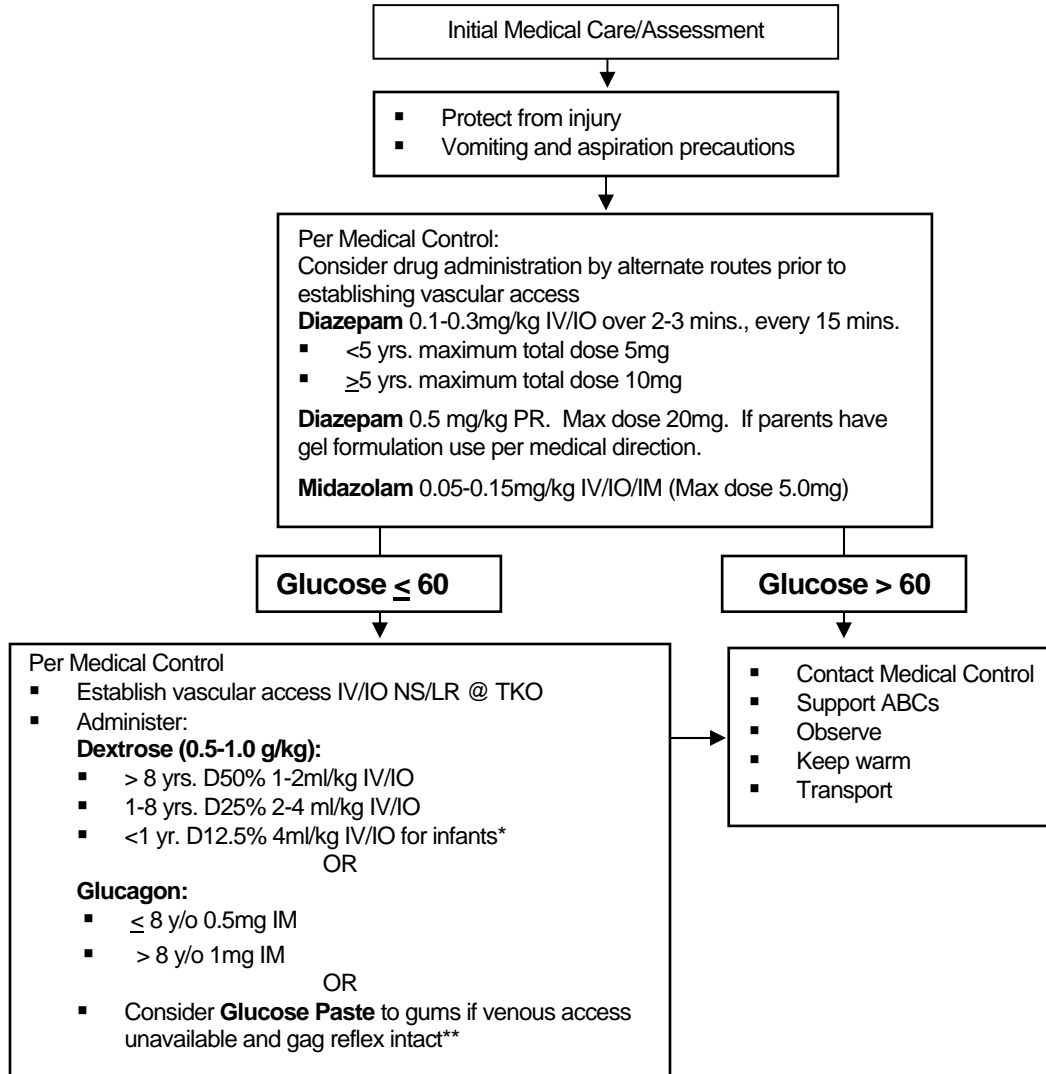 Initial Medical Care/Assessment
▪ Protect from injury
▪ Vomiting and aspiration precautions
Per Medical Control:
Consider drug administration by alternate routes prior to
establishing vascular access
Diazepam 0.1-0.3mg/kg IV/IO over 2-3 mins., every 15 mins.
▪ <5 yrs. maximum total dose 5mg
▪ ≥5 yrs. maximum total dose 10mg
Diazepam 0.5 mg/kg PR. Max dose 20mg. If parents have
gel formulation use per medical direction.
Midazolam 0.05-0.15mg/kg IV/IO/IM (Max dose 5.0mg)
Glucose ≤ 60
Glucose > 60
Per Medical Control
▪ Establish vascular access IV/IO NS/LR @ TKO
▪ Administer:
Dextrose (0.5-1.0 g/kg):
▪ > 8 yrs. D50% 1-2ml/kg IV/IO
▪ 1-8 yrs. D25% 2-4 ml/kg IV/IO
▪ <1 yr. D12.5% 4ml/kg IV/IO for infants*
OR
Glucagon:
▪ ≤ 8 y/o 0.5mg IM
▪ > 8 y/o 1mg IM
OR
▪ Consider Glucose Paste to gums if venous access
unavailable and gag reflex intact**
▪ Contact Medical Control
▪ Support ABCs
▪ Observe
▪ Keep warm
▪ Transport